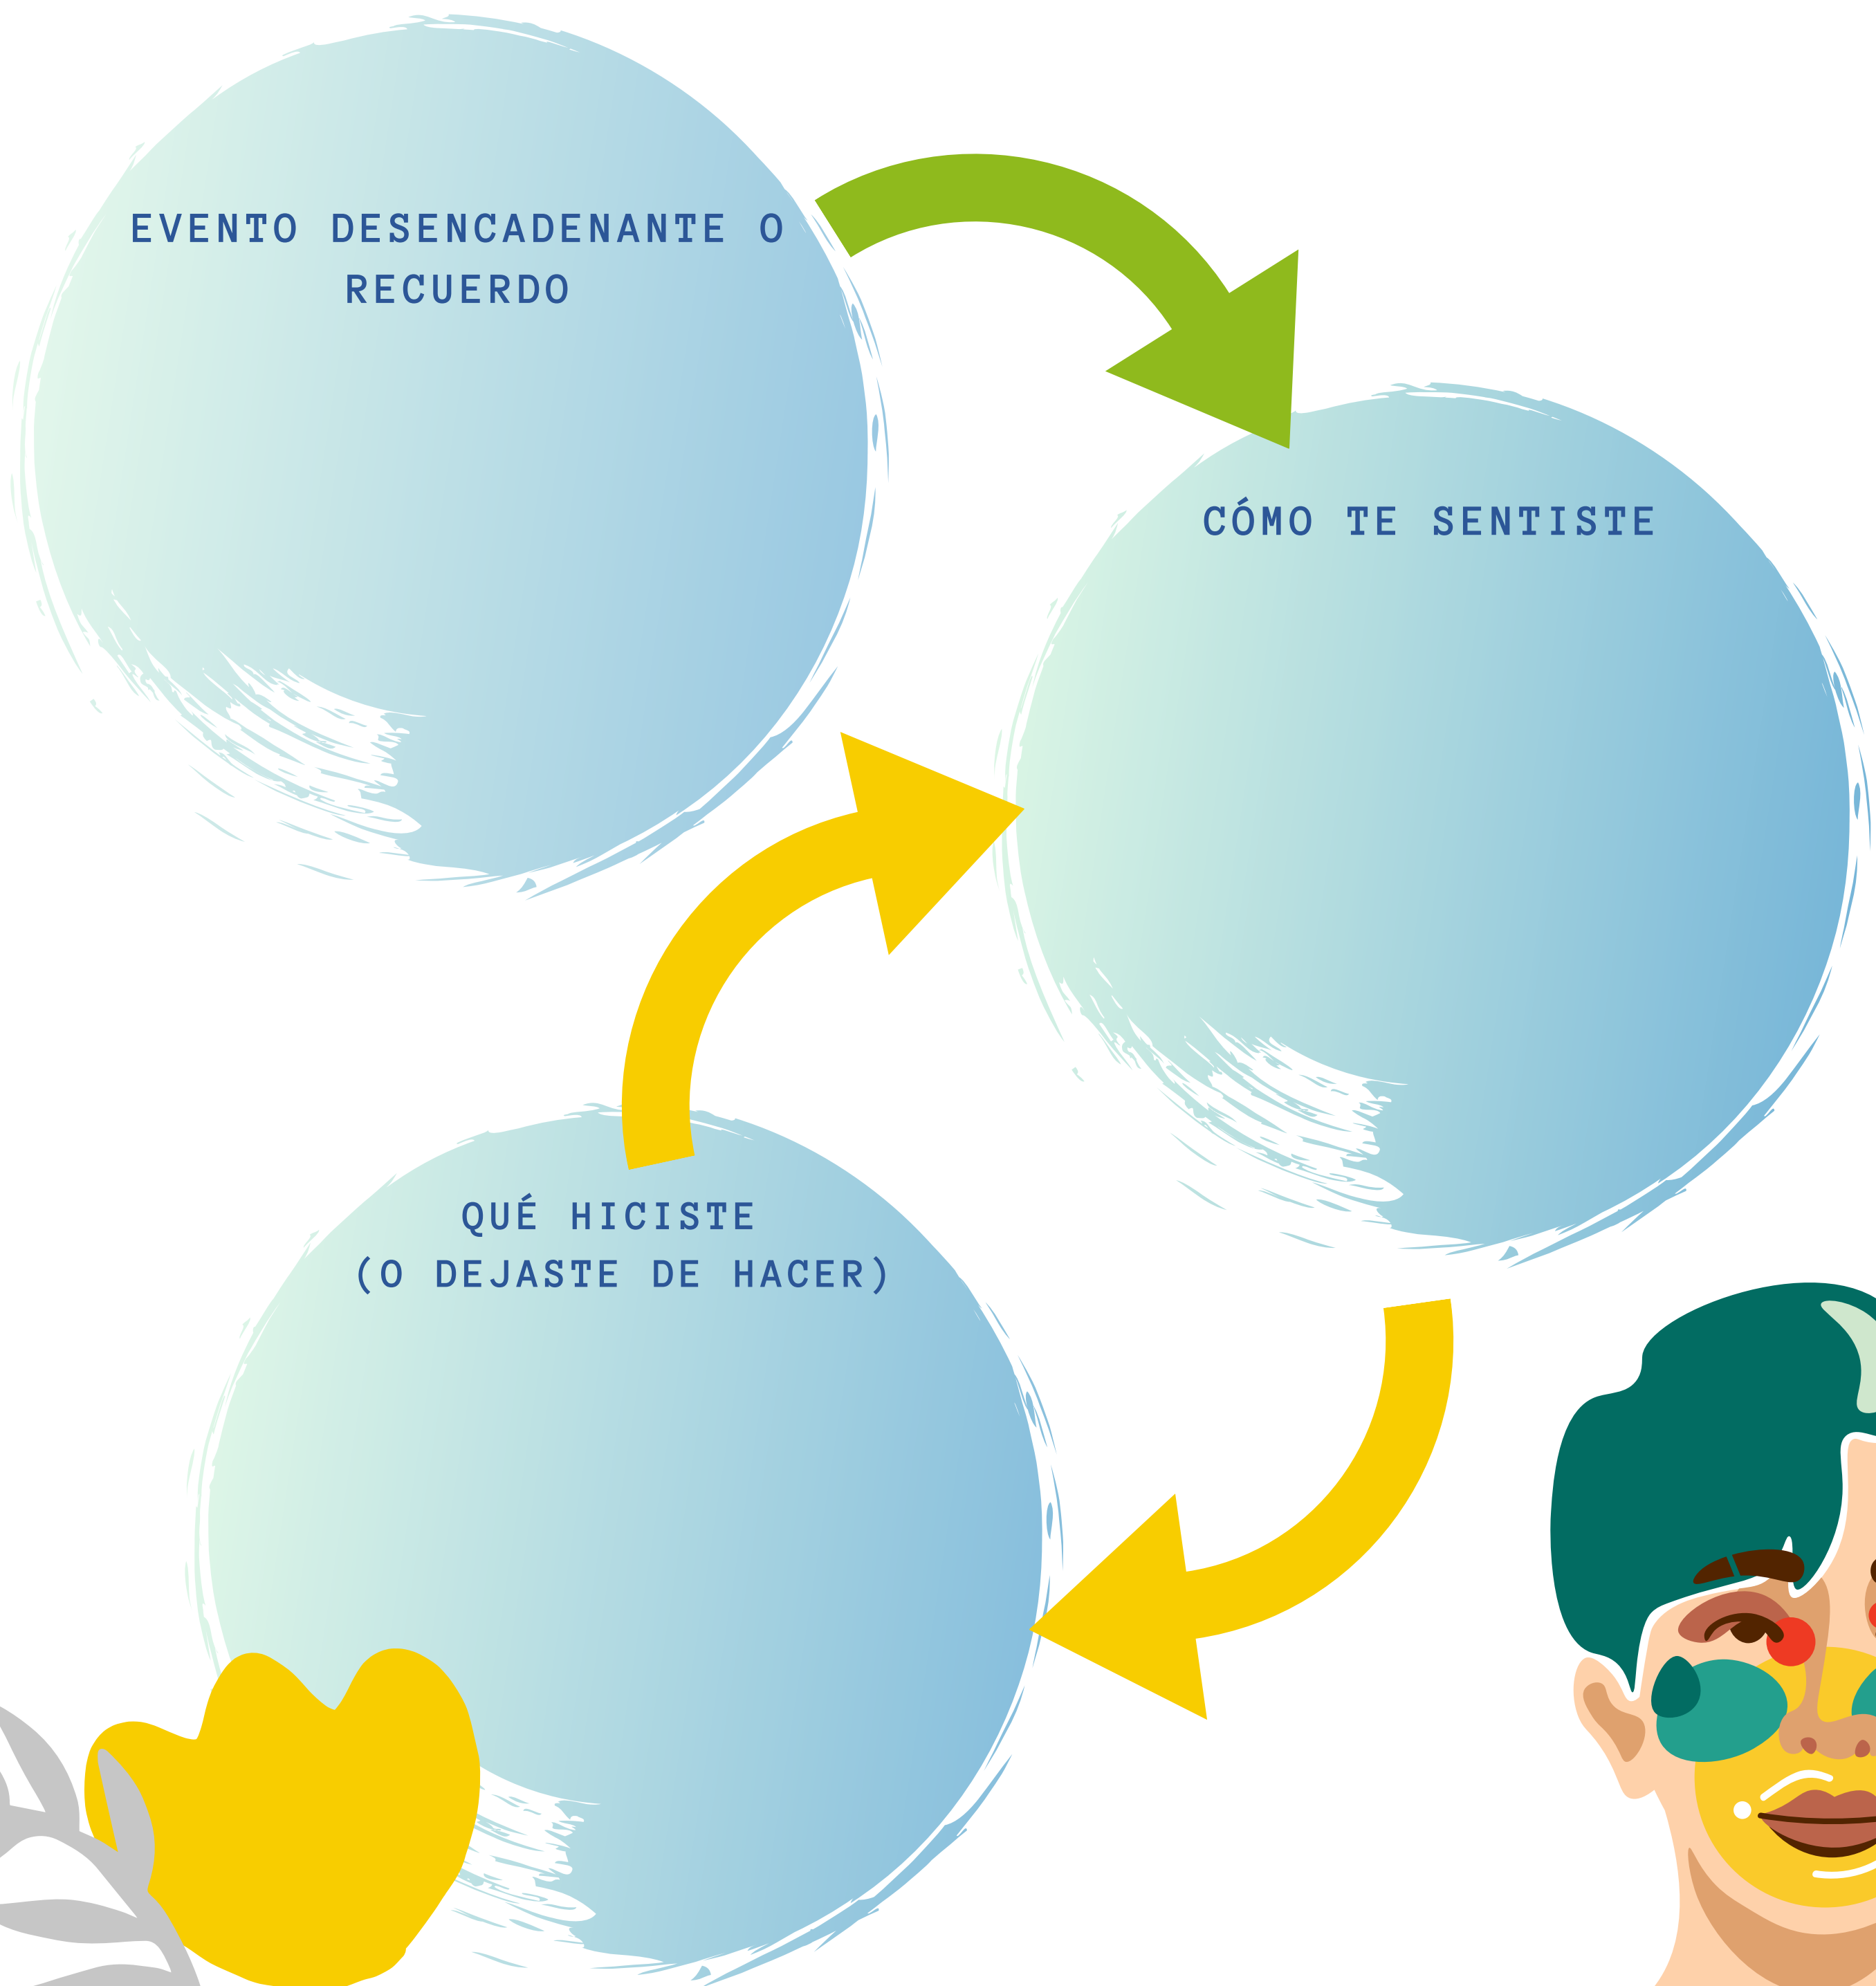 EVENTO DESENCADENANTE O
RECUERDO
CÓMO TE SENTISTE
QUÉ HICISTE
(O DEJASTE DE HACER)